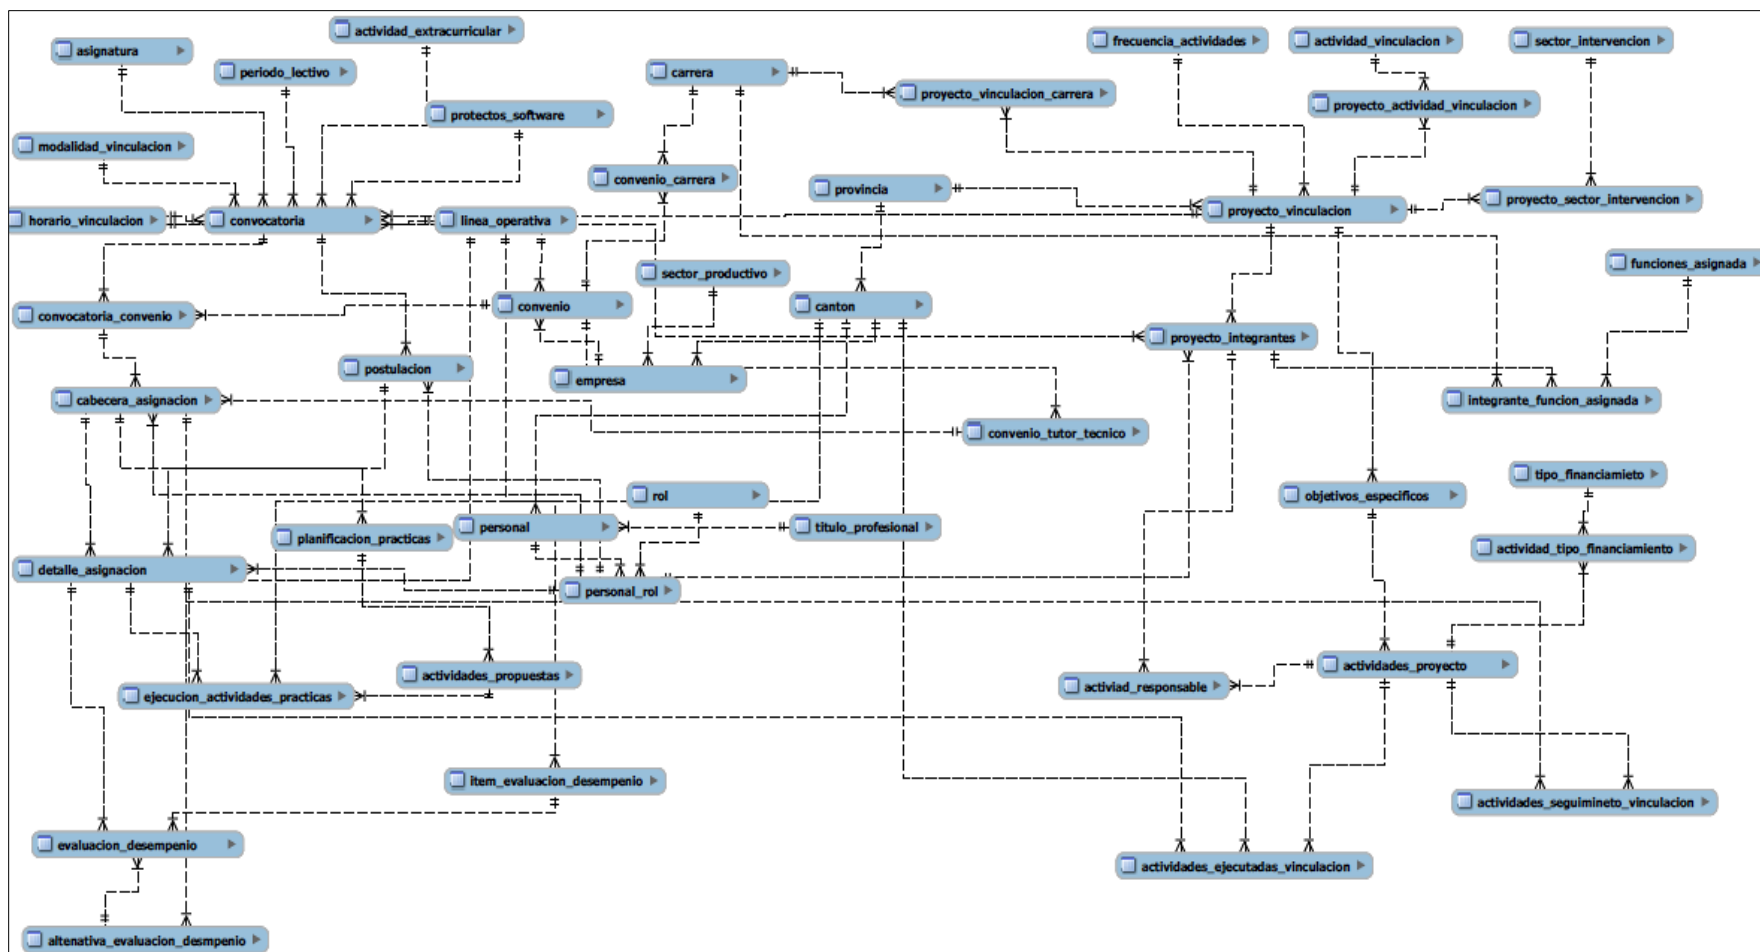 actividad_extracurricular
frecuencia_actividades
actividad_vinculacion
sector_intervencion
asignatura
periodo_lectivo
carrera
proyecto_vinculacion_carrera
proyecto_actividad_vinculacion
protectos_software
modalidad_vinculacion
convenio_carrera
provincia
proyecto_sector_intervencion
horario_vinculacion
convocatoria
linea_operativa
proyecto_vinculacion
sector_productivo
funciones_asignada
convocatoria_convenio
convenio
canton
proyecto_integrantes
postulacion
empresa
cabecera_asignacion
integrante_funcion_asignada
convenio_tutor_tecnico
tipo_financiamieto
rol
objetivos_especificos
planificacion_practicas
personal
titulo_profesional
actividad_tipo_financiamiento
detalle_asignacion
personal_rol
actividades_propuestas
actividades_proyecto
ejecucion_actividades_practicas
activiad_responsable
item_evaluacion_desempenio
actividades_seguimineto_vinculacion
evaluacion_desempenio
actividades_ejecutadas_vinculacion
altenativa_evaluacion_desmpenio